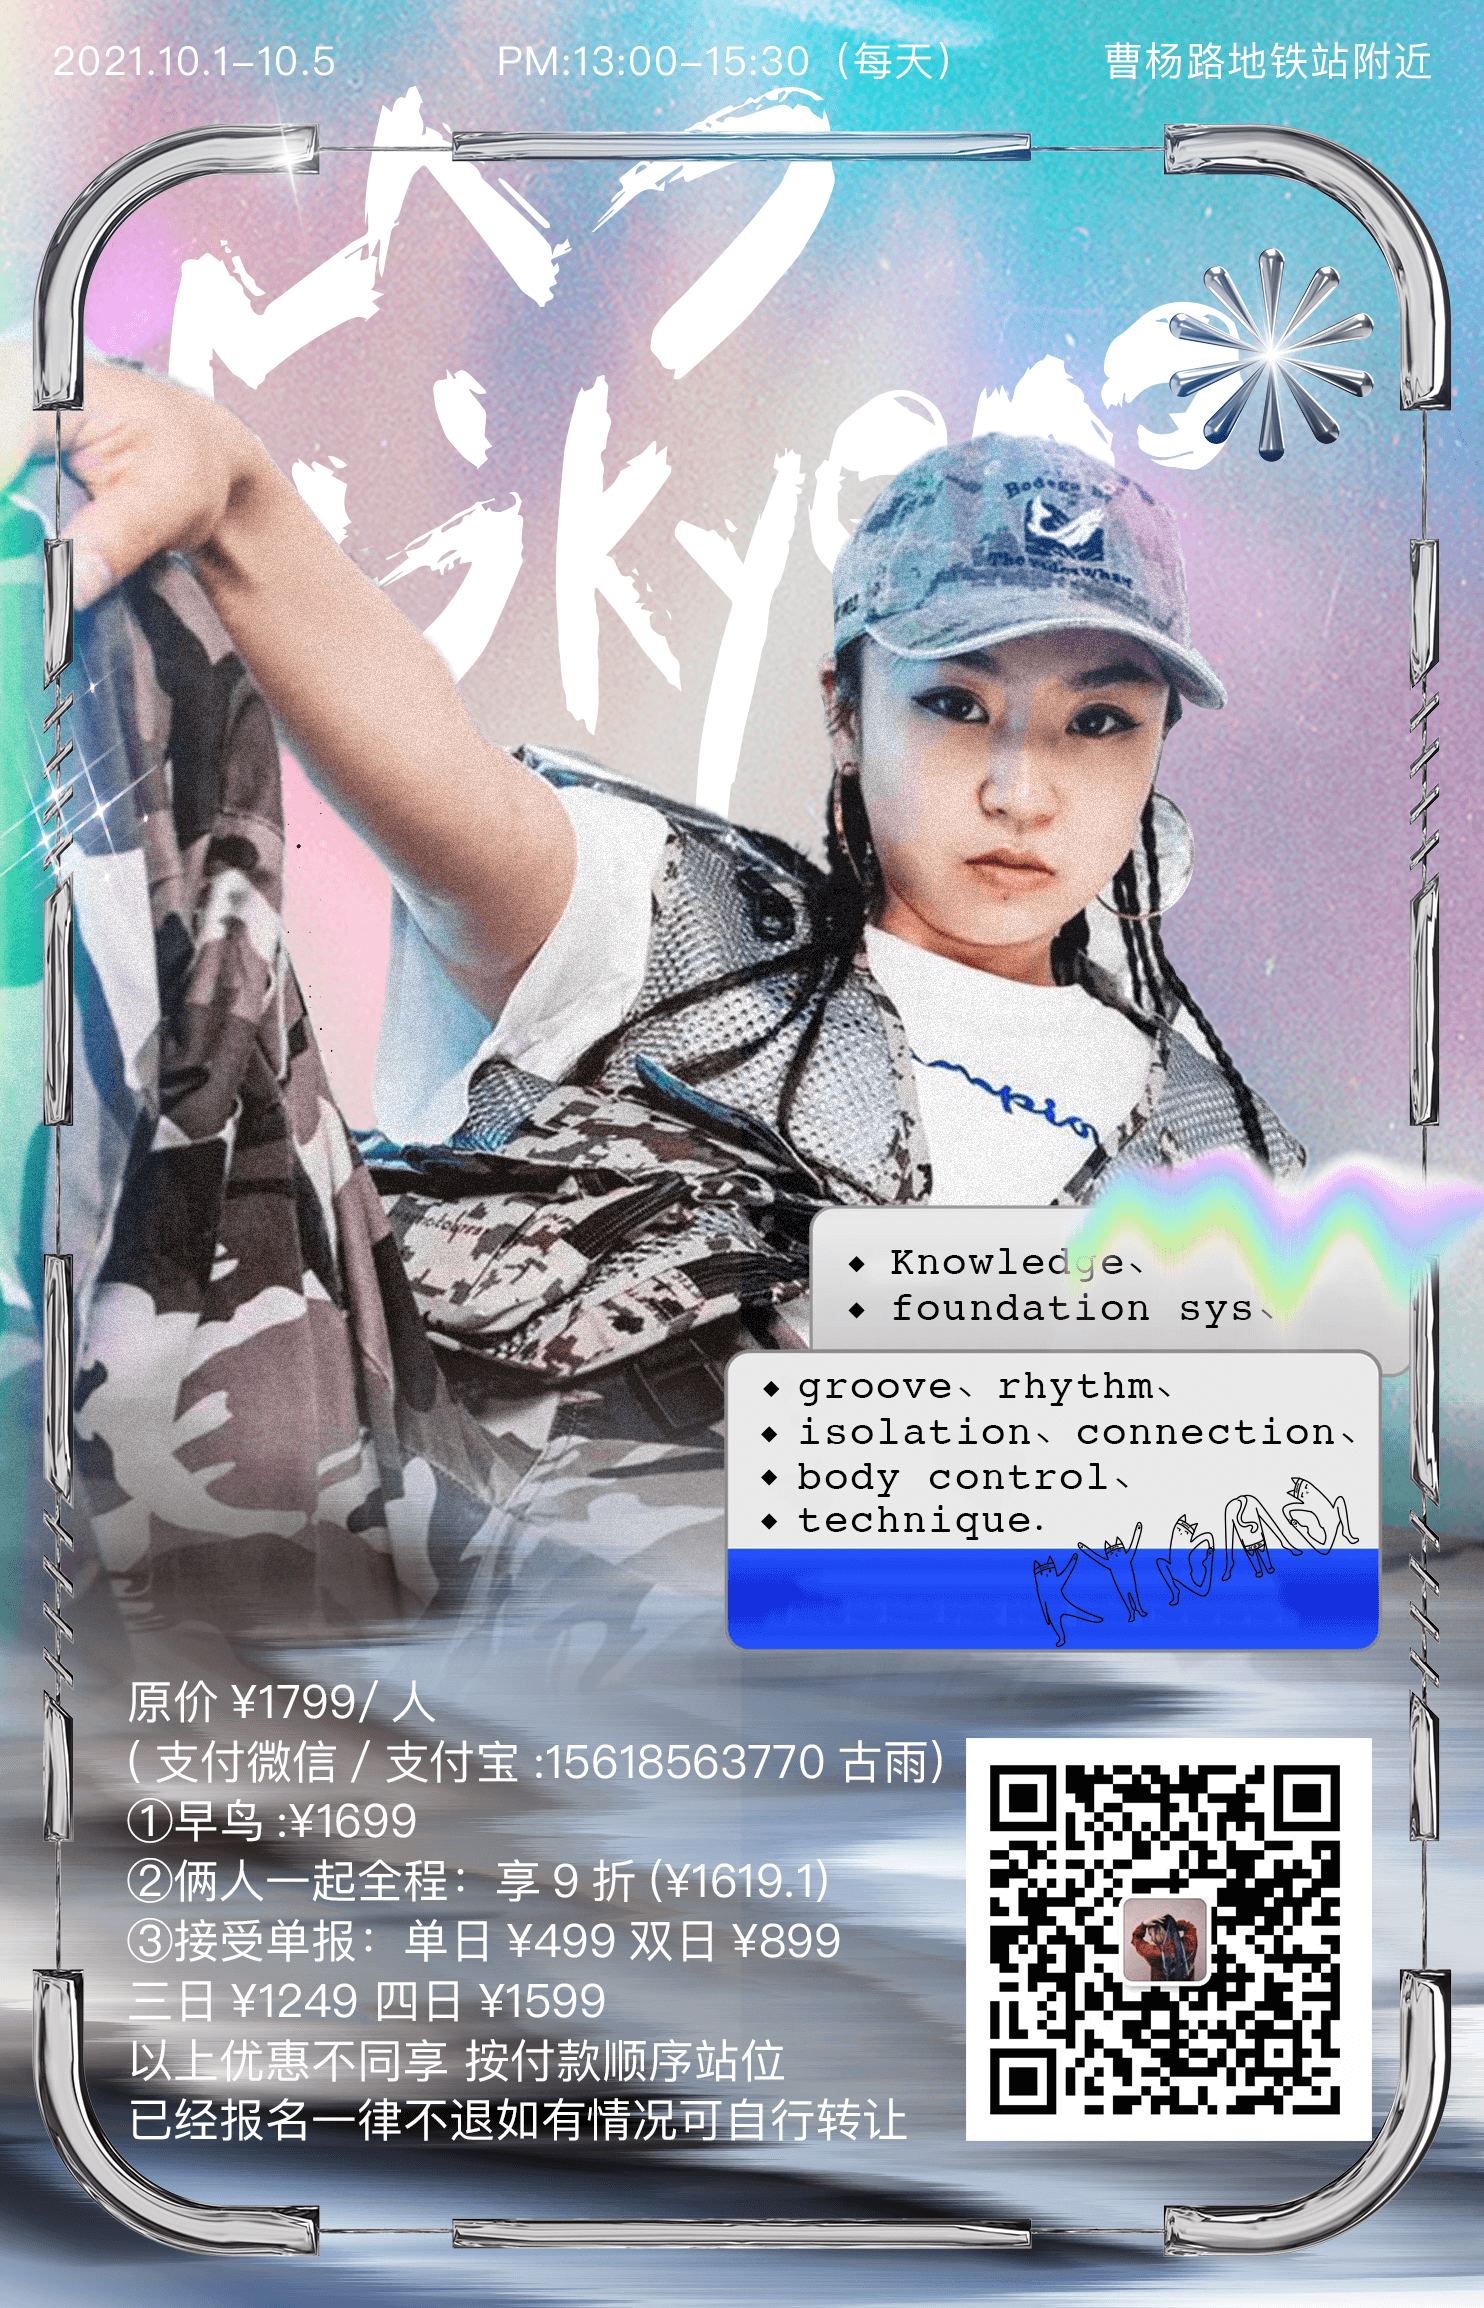 2021.10.1-10.5
PM:13:00-15:30（每天）
曹杨路地铁站附近
◆ Knowledge、
◆ foundation sys、
◆ groove、rhythm、
◆ isolation、connection、
◆ body control、
◆ technique.
原价 ¥1799/ 人
( 支付微信 / 支付宝 :15618563770 古雨)
①早鸟 :¥1699
②俩人一起全程：享 9 折 (¥1619.1)
③接受单报：单日 ¥499 双日 ¥899
三日 ¥1249 四日 ¥1599
以上优惠不同享 按付款顺序站位
已经报名一律不退如有情况可自行转让